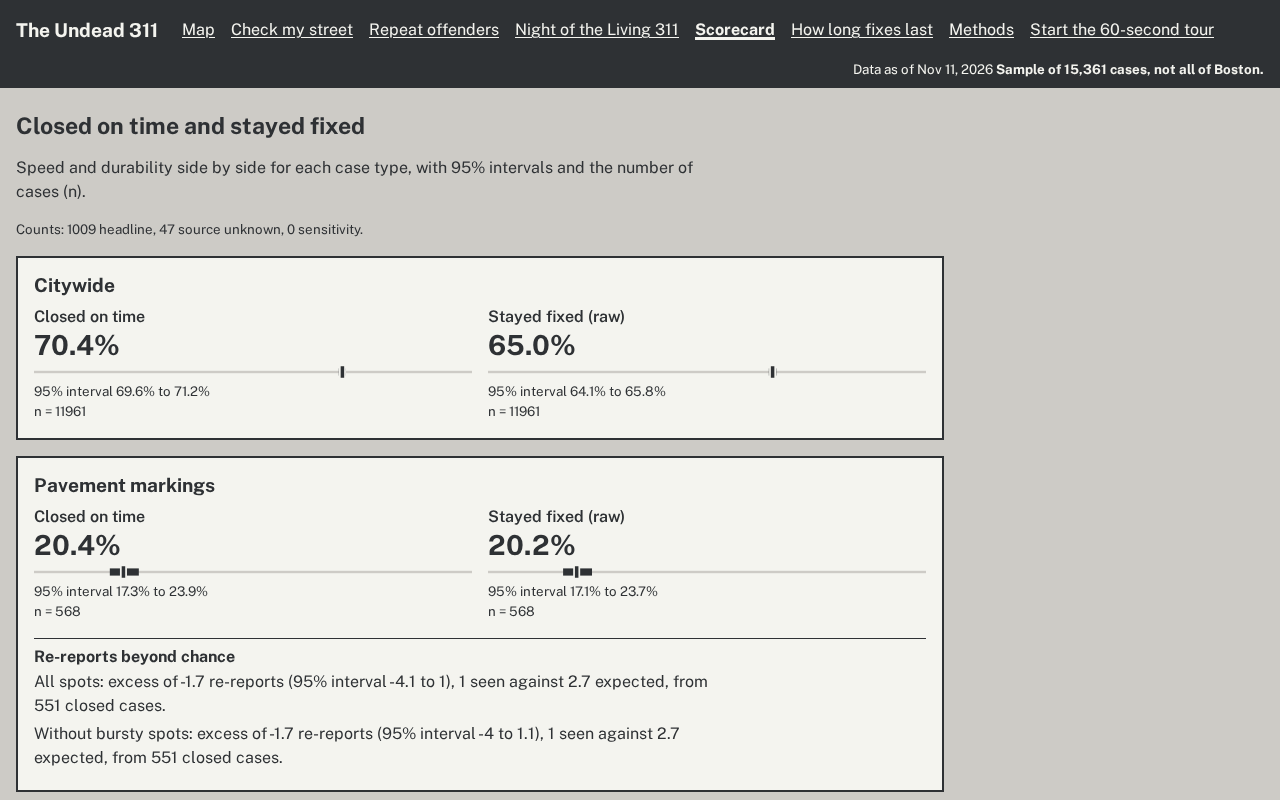 The Undead 311 Map Check my street Repeat offenders Night of the Living 311 Scorecard How long fixes last Methods Start the 60-second tour
Data as of Nov 11, 2026 Sample of 15,361 cases, not all of Boston.
Closed on time and stayed fixed
Speed and durability side by side for each case type, with 95% intervals and the number of
cases (n).
Counts: 1009 headline, 47 source unknown, 0 sensitivity.
Citywide
Closed on time
70.4%
95% interval 69.6% to 71.2%
n = 11961
Stayed fixed (raw)
65.0%
95% interval 64.1% to 65.8%
n = 11961
Pavement markings
Closed on time
20.4%
95% interval 17.3% to 23.9%
n = 568
Stayed fixed (raw)
20.2%
95% interval 17.1% to 23.7%
n = 568
Re-reports beyond chance
All spots: excess of -1.7 re-reports (95% interval -4.1 to 1), 1 seen against 2.7 expected, from
551 closed cases.
Without bursty spots: excess of -1.7 re-reports (95% interval -4 to 1.1), 1 seen against 2.7
expected, from 551 closed cases.